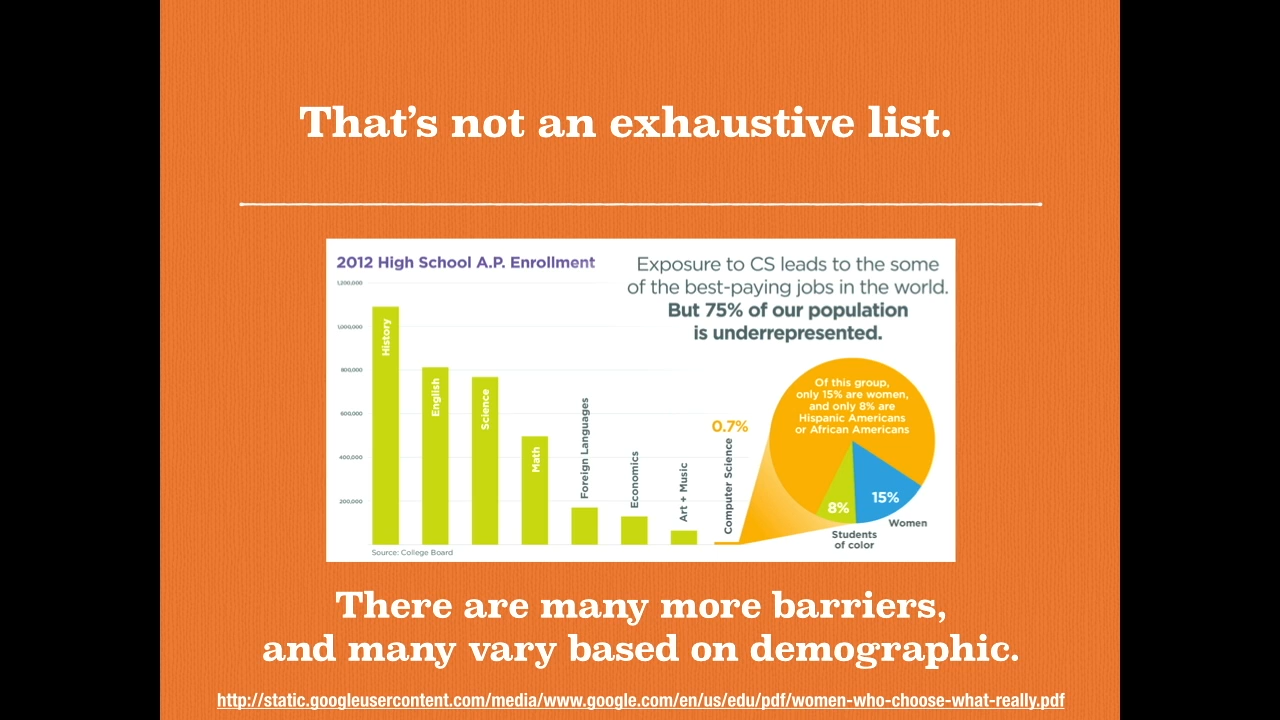 That's not an exhaustive list.
2012 High School A.P. Enrollment
Exposure to CS leads to the some
of the best-paying jobs in the world.
But 75% of our population
is underrepresented.
1,200,000
1,000,000
800,000
600,000
400,000
200,000
History
English
Science
Math
Foreign Languages
Economics
Art + Music
0.7%
Computer Science
Of this group,
only 15% are women,
and only 8% are
Hispanic Americans
or African Americans
8%
15%
Women
Students
of color
Source: College Board
There are many more barriers,
and many vary based on demographic.
http://static.googleusercontent.com/media/www.google.com/en/us/edu/pdf/women-who-choose-what-really.pdf